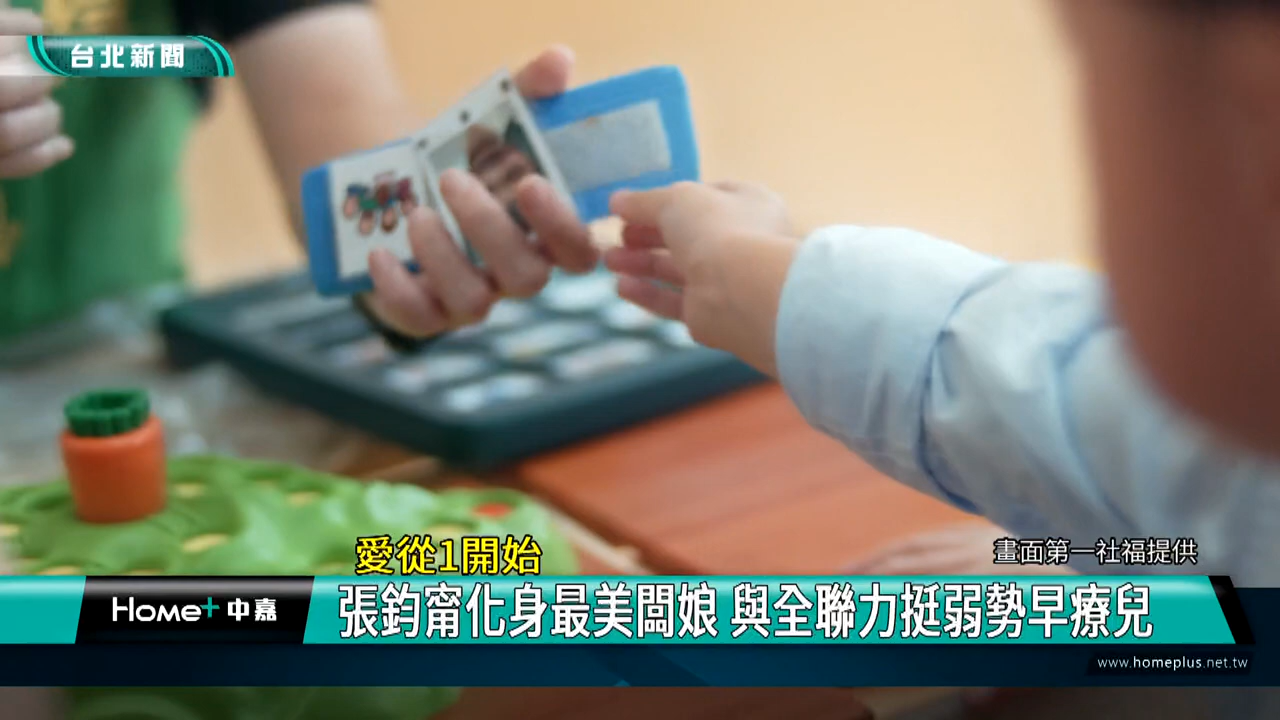 台北新聞
愛從1開始
畫面第一社福提供
Home+ 中嘉
張鈞甯化身最美闆娘 與全聯力挺弱勢早療兒
www.homeplus.net.tw